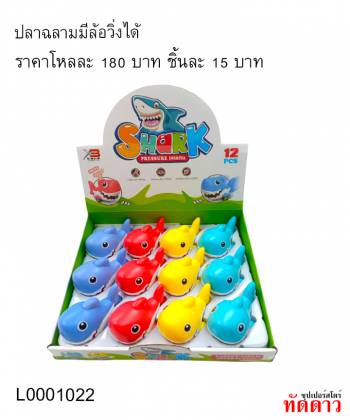 ปลาฉลามมีล้อวิ่งได้
ราคาโหลละ 180 บาท ชิ้นละ 15 บาท
SHARK
PRESSURE INERTIA
12
PCS
L0001022
ซุปเปอร์สโตร์
ทัดดาว